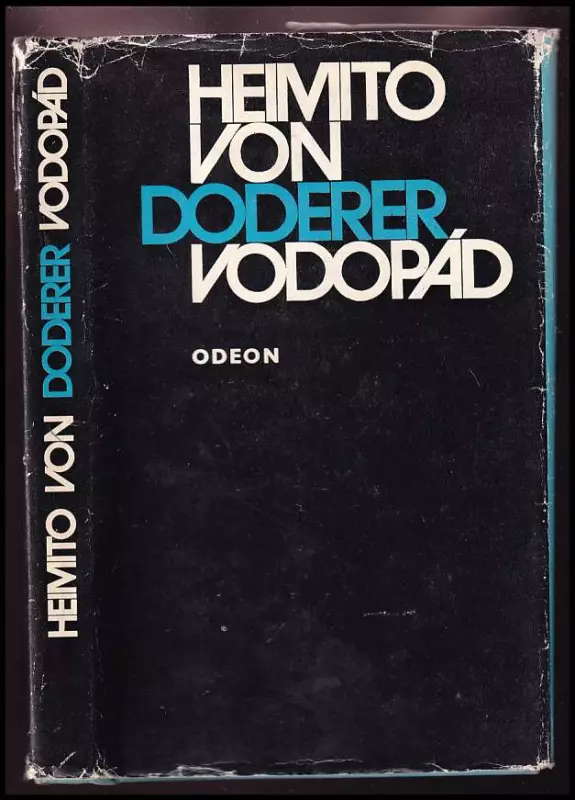 HEIMITO
VON
DODERER
VODOPÁD
ODEON
HEIMITO VON DODERER VODOPÁD